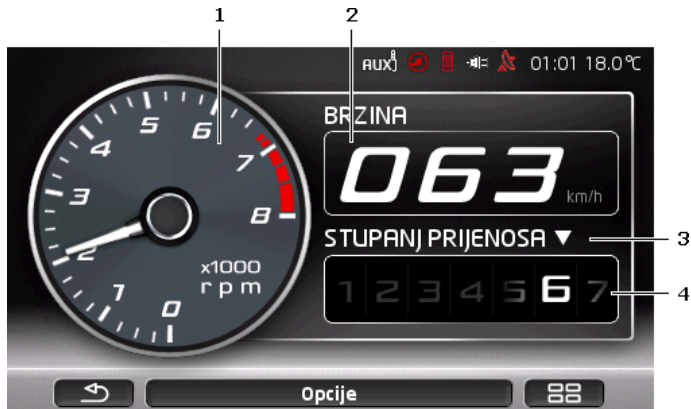 1
2
AUX 01:01 18.0°C
BRZINA
063 km/h
STUPANJ PRIJENOSA ▼
3
1 2 3 4 5 6 7
4
0 1 2 3 4 5 6 7 8
x1000
rpm
Opcije